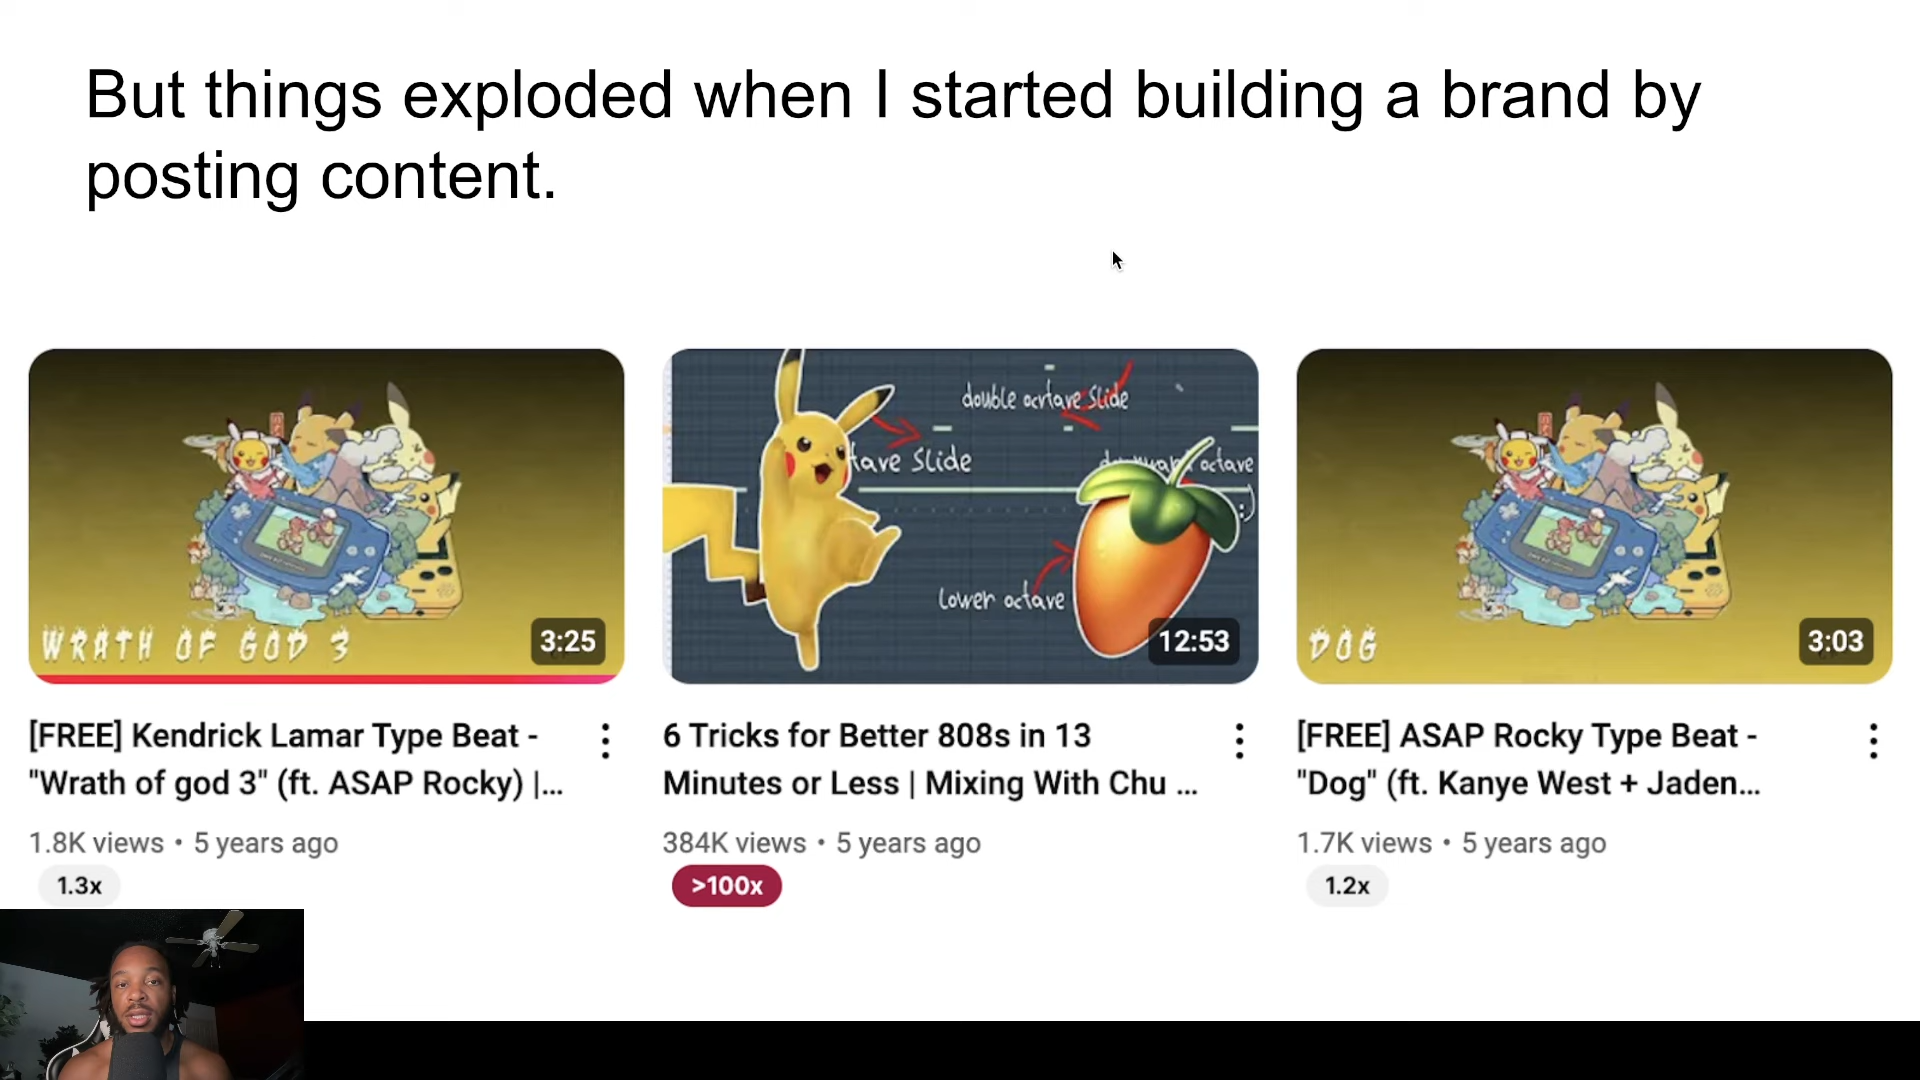 But things exploded when I started building a brand by
posting content.
WRATH OF GOD 3
3:25
double octave slide
tave Slide
octave
lower octave
12:53
DOG
3:03
[FREE] Kendrick Lamar Type Beat -
"Wrath of god 3" (ft. ASAP Rocky) |...
1.8K views • 5 years ago
1.3x
6 Tricks for Better 808s in 13
Minutes or Less | Mixing With Chu ...
384K views • 5 years ago
>100x
[FREE] ASAP Rocky Type Beat -
"Dog" (ft. Kanye West + Jaden...
1.7K views • 5 years ago
1.2x